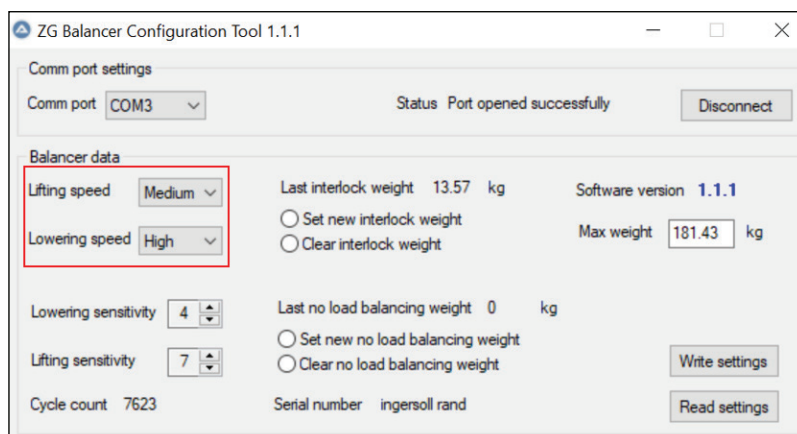 ZG Balancer Configuration Tool 1.1.1
Comm port settings
Comm port COM3 Status Port opened successfully Disconnect
Balancer data
Lifting speed Medium Last interlock weight 13.57 kg Software version 1.1.1
Set new interlock weight
Lowering speed High Clear interlock weight Max weight 181.43 kg
Lowering sensitivity 4 Last no load balancing weight 0 kg
Set new no load balancing weight
Lifting sensitivity 7 Clear no load balancing weight Write settings
Cycle count 7623 Serial number ingersoll rand Read settings